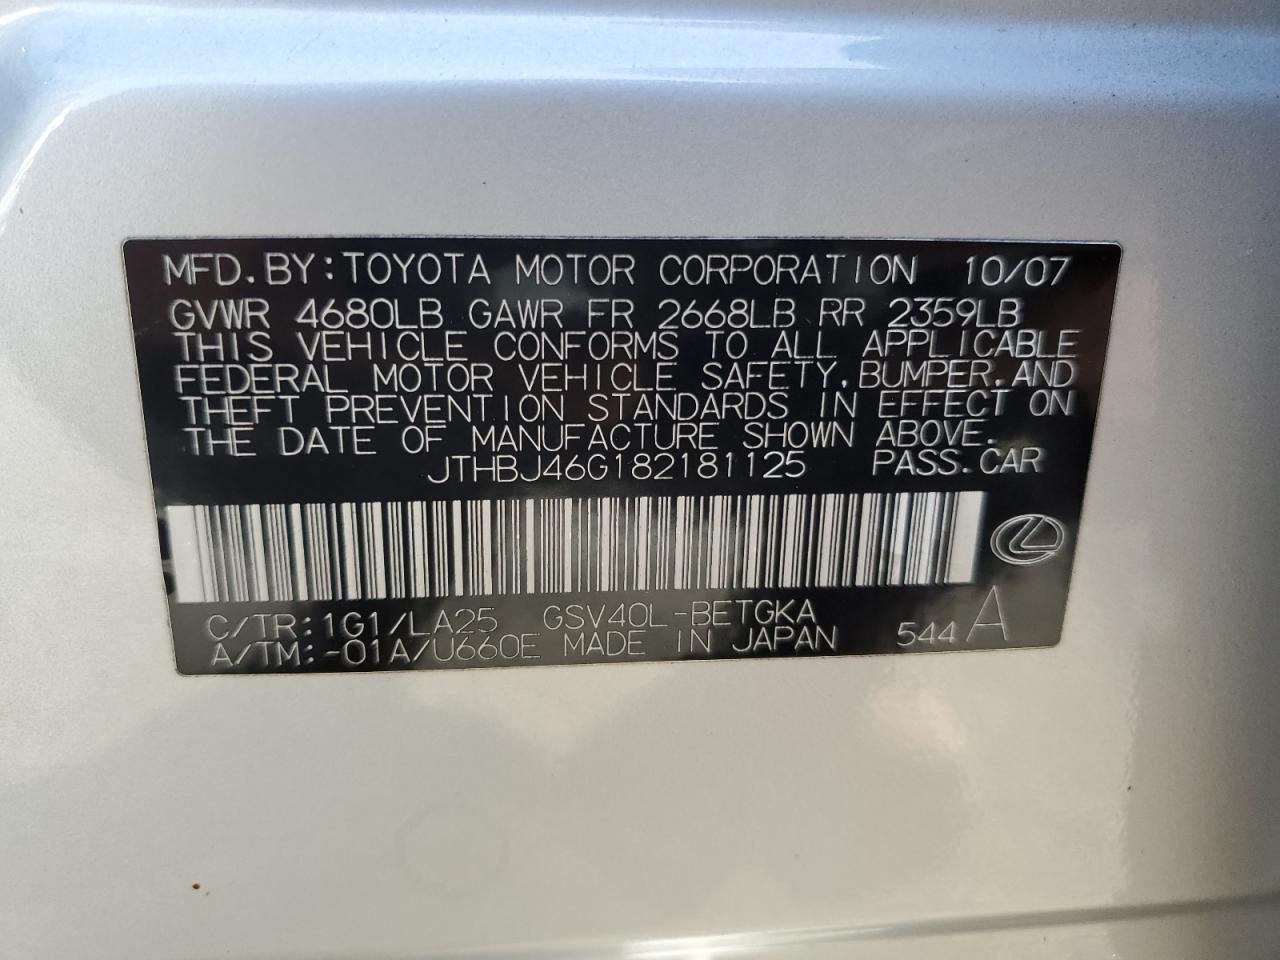 MFD.BY:TOYOTA MOTOR CORPORATION 10/07
GVWR 4680LB GAWR FR 2668LB RR 2359LB
THIS VEHICLE CONFORMS TO ALL APPLICABLE
FEDERAL MOTOR VEHICLE SAFETY,BUMPER,AND
THEFT PREVENTION STANDARDS IN EFFECT ON
THE DATE OF MANUFACTURE SHOWN ABOVE.
JTHBJ46G182181125 PASS.CAR
C/TR:1G1/LA25 GSV40L-BETGKA
A/TM:-01A/U660E MADE IN JAPAN 544 A